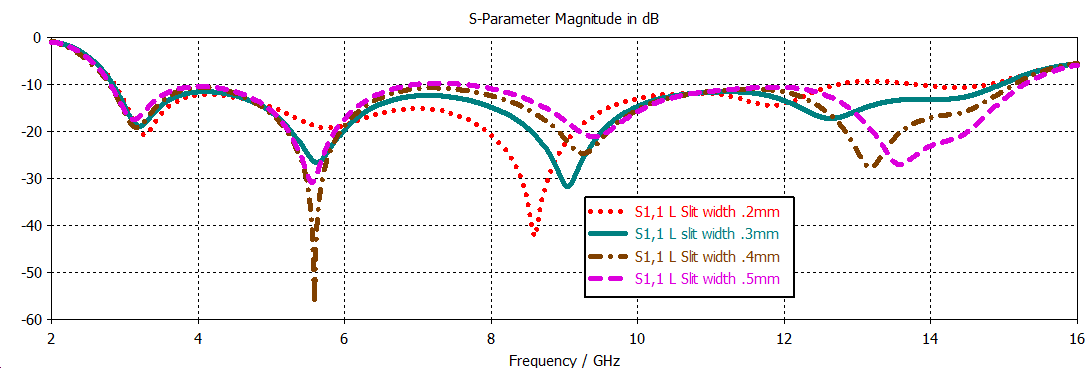 S-Parameter Magnitude in dB
0
-10
-20
-30
-40
-50
-60
S1,1 L Slit width .2mm
S1,1 L slit width .3mm
S1,1 L Slit width .4mm
S1,1 L Slit width .5mm
2 4 6 8 10 12 14 16
Frequency / GHz